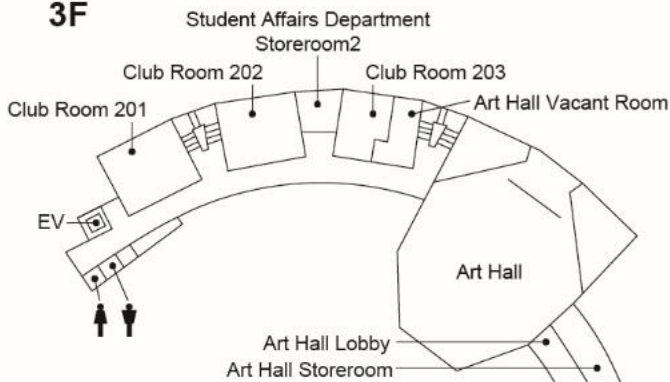 3F
Student Affairs Department
Storeroom2
Club Room 202
Club Room 203
Club Room 201
Art Hall Vacant Room
EV
Art Hall
Art Hall Lobby
Art Hall Storeroom